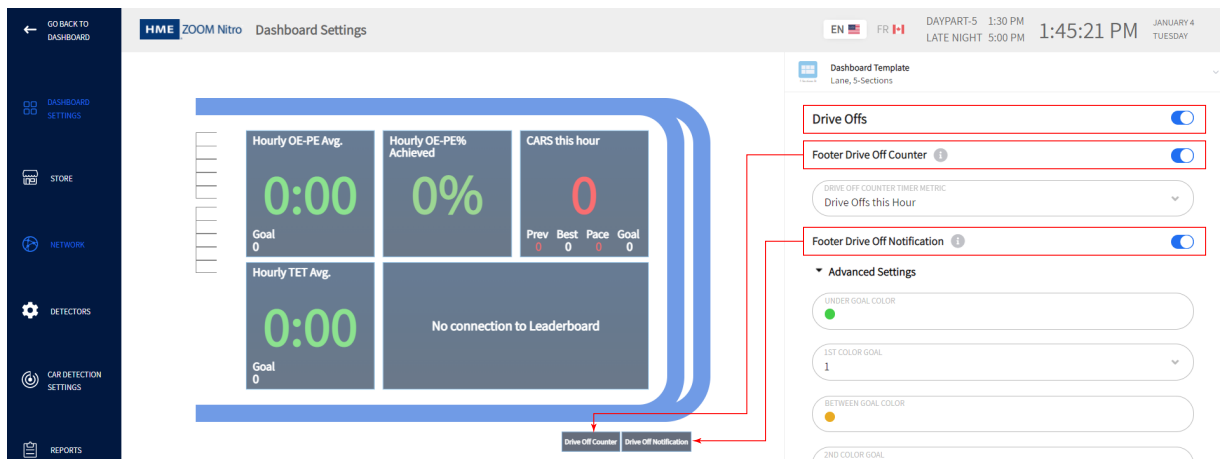 GO BACK TO
DASHBOARD
HME ZOOM Nitro Dashboard Settings
EN FR
DAYPART-5 1:30 PM
LATE NIGHT 5:00 PM
1:45:21 PM
JANUARY 4
TUESDAY
DASHBOARD
SETTINGS
STORE
NETWORK
DETECTORS
CAR DETECTION
SETTINGS
REPORTS
Hourly OE-PE Avg.
0:00
Goal
0
Hourly OE-PE%
Achieved
0%
CARS this hour
0
Prev Best Pace Goal
0 0 0 0
Hourly TET Avg.
0:00
Goal
0
No connection to Leaderboard
Drive Off Counter Drive Off Notification
Dashboard Template
Lane, 5-Sections
Drive Offs
Footer Drive Off Counter
DRIVE OFF COUNTER TIMER METRIC
Drive Offs this Hour
Footer Drive Off Notification
Advanced Settings
UNDER GOAL COLOR
1ST COLOR GOAL
1
BETWEEN GOAL COLOR
2ND COLOR GOAL